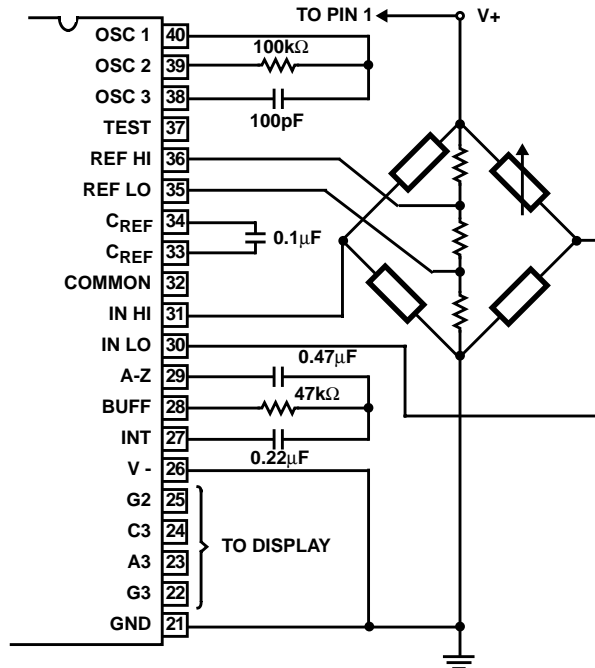 TO PIN 1 V+
OSC 1 40
100kΩ
OSC 2 39
OSC 3 38
100pF
TEST 37
REF HI 36
REF LO 35
CREF 34
0.1μF
CREF 33
COMMON 32
IN HI 31
IN LO 30
0.47μF
A-Z 29
47kΩ
BUFF 28
INT 27
0.22μF
V - 26
G2 25
C3 24
TO DISPLAY
A3 23
G3 22
GND 21